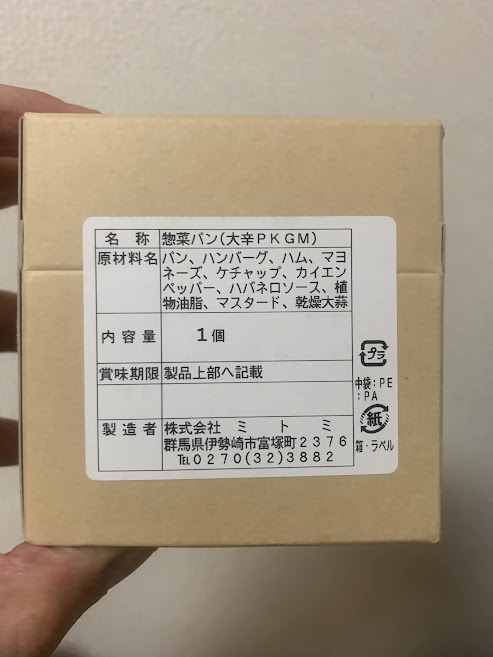 名称 惣菜パン(大辛PKGM)
原材料名 パン、ハンバーグ、ハム、マヨ
ネーズ、ケチャップ、カイエン
ペッパー、ハバネロソース、植
物油脂、マスタード、乾燥大蒜
内容量 1個
賞味期限 製品上部へ記載
製造者 株式会社 ミトミ
群馬県伊勢崎市富塚町2376
TEL0270(32)3882
プラ
中袋:PE
:PA
紙
箱・ラベル